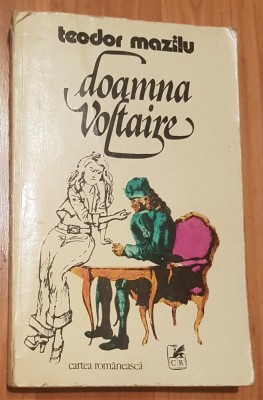 teodor mazilu
doamna
Voltaire
cartea românească
CR